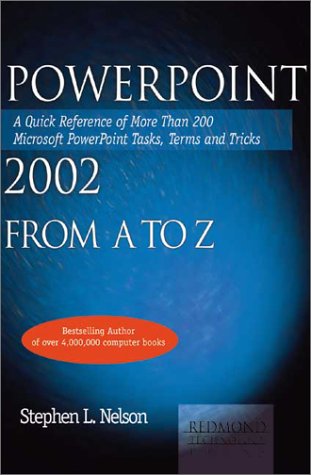 POWERPOINT
A Quick Reference of More Than 200
Microsoft PowerPoint Tasks, Terms and Tricks
2002
FROM A TO Z
Bestselling Author
of over 4,000,000 computer books
Stephen L. Nelson
REDMOND
TECHNOLOGY